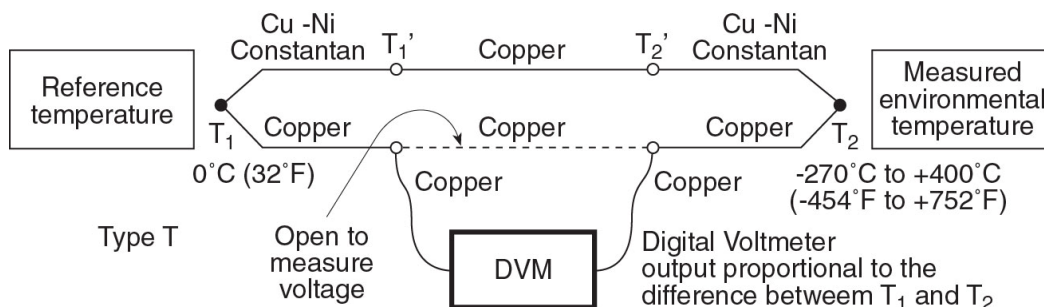 Cu -Ni
Constantan
T1’
Copper
T2’
Cu -Ni
Constantan
Reference
temperature
T1
Copper
Copper
Copper
T2
Measured
environmental
temperature
0°C (32°F)
Copper
Copper
-270°C to +400°C
(-454°F to +752°F)
Type T
Open to
measure
voltage
DVM
Digital Voltmeter
output proportional to the
difference betweem T1 and T2